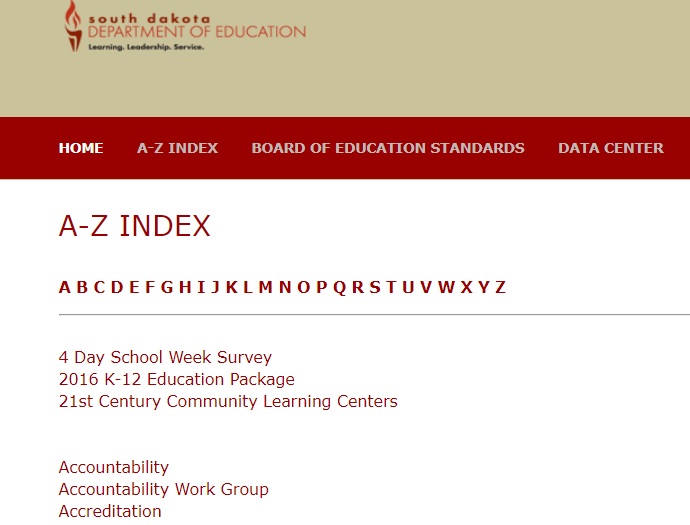 south dakota
DEPARTMENT OF EDUCATION
Learning. Leadership. Service.
HOME A-Z INDEX BOARD OF EDUCATION STANDARDS DATA CENTER
A-Z INDEX
A B C D E F G H I J K L M N O P Q R S T U V W X Y Z
4 Day School Week Survey
2016 K-12 Education Package
21st Century Community Learning Centers
Accountability
Accountability Work Group
Accreditation